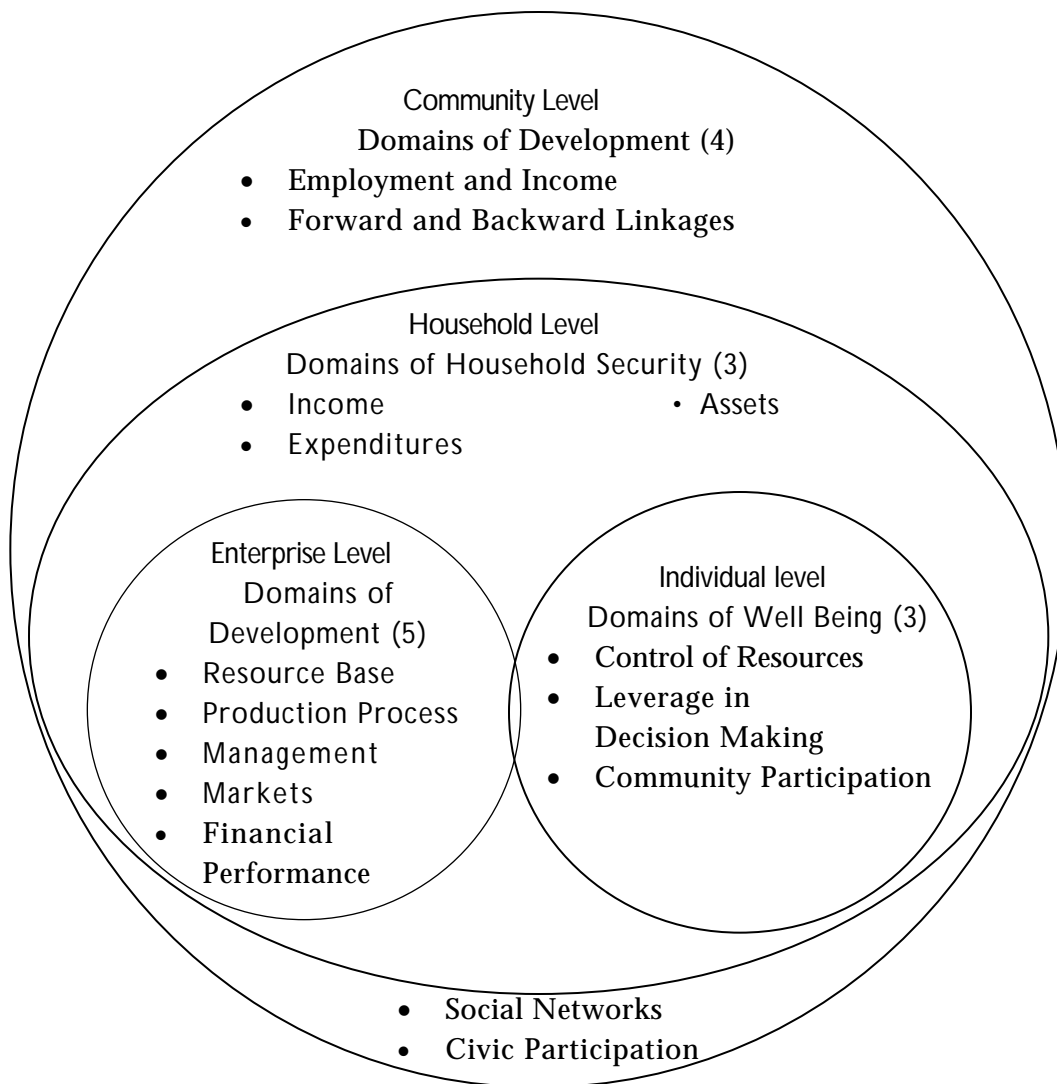 Community Level
Domains of Development (4)
• Employment and Income
• Forward and Backward Linkages
Household Level
Domains of Household Security (3)
• Income
• Assets
• Expenditures
Enterprise Level
Domains of
Development (5)
• Resource Base
• Production Process
• Management
• Markets
• Financial
Performance
Individual level
Domains of Well Being (3)
• Control of Resources
• Leverage in
Decision Making
• Community Participation
• Social Networks
• Civic Participation